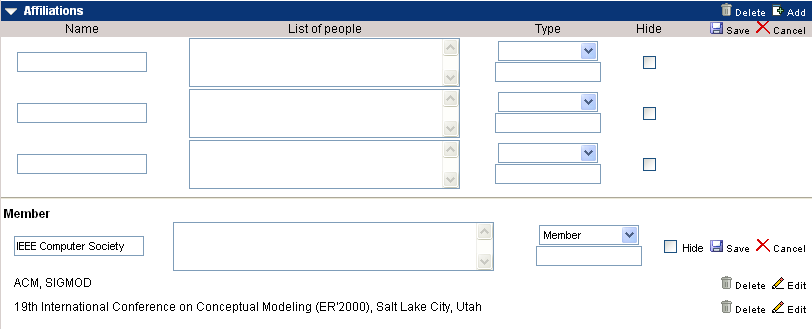 Affiliations Delete Add
Name List of people Type Hide Save Cancel
Member
IEEE Computer Society Member Hide Save Cancel
ACM, SIGMOD Delete Edit
19th International Conference on Conceptual Modeling (ER'2000), Salt Lake City, Utah Delete Edit